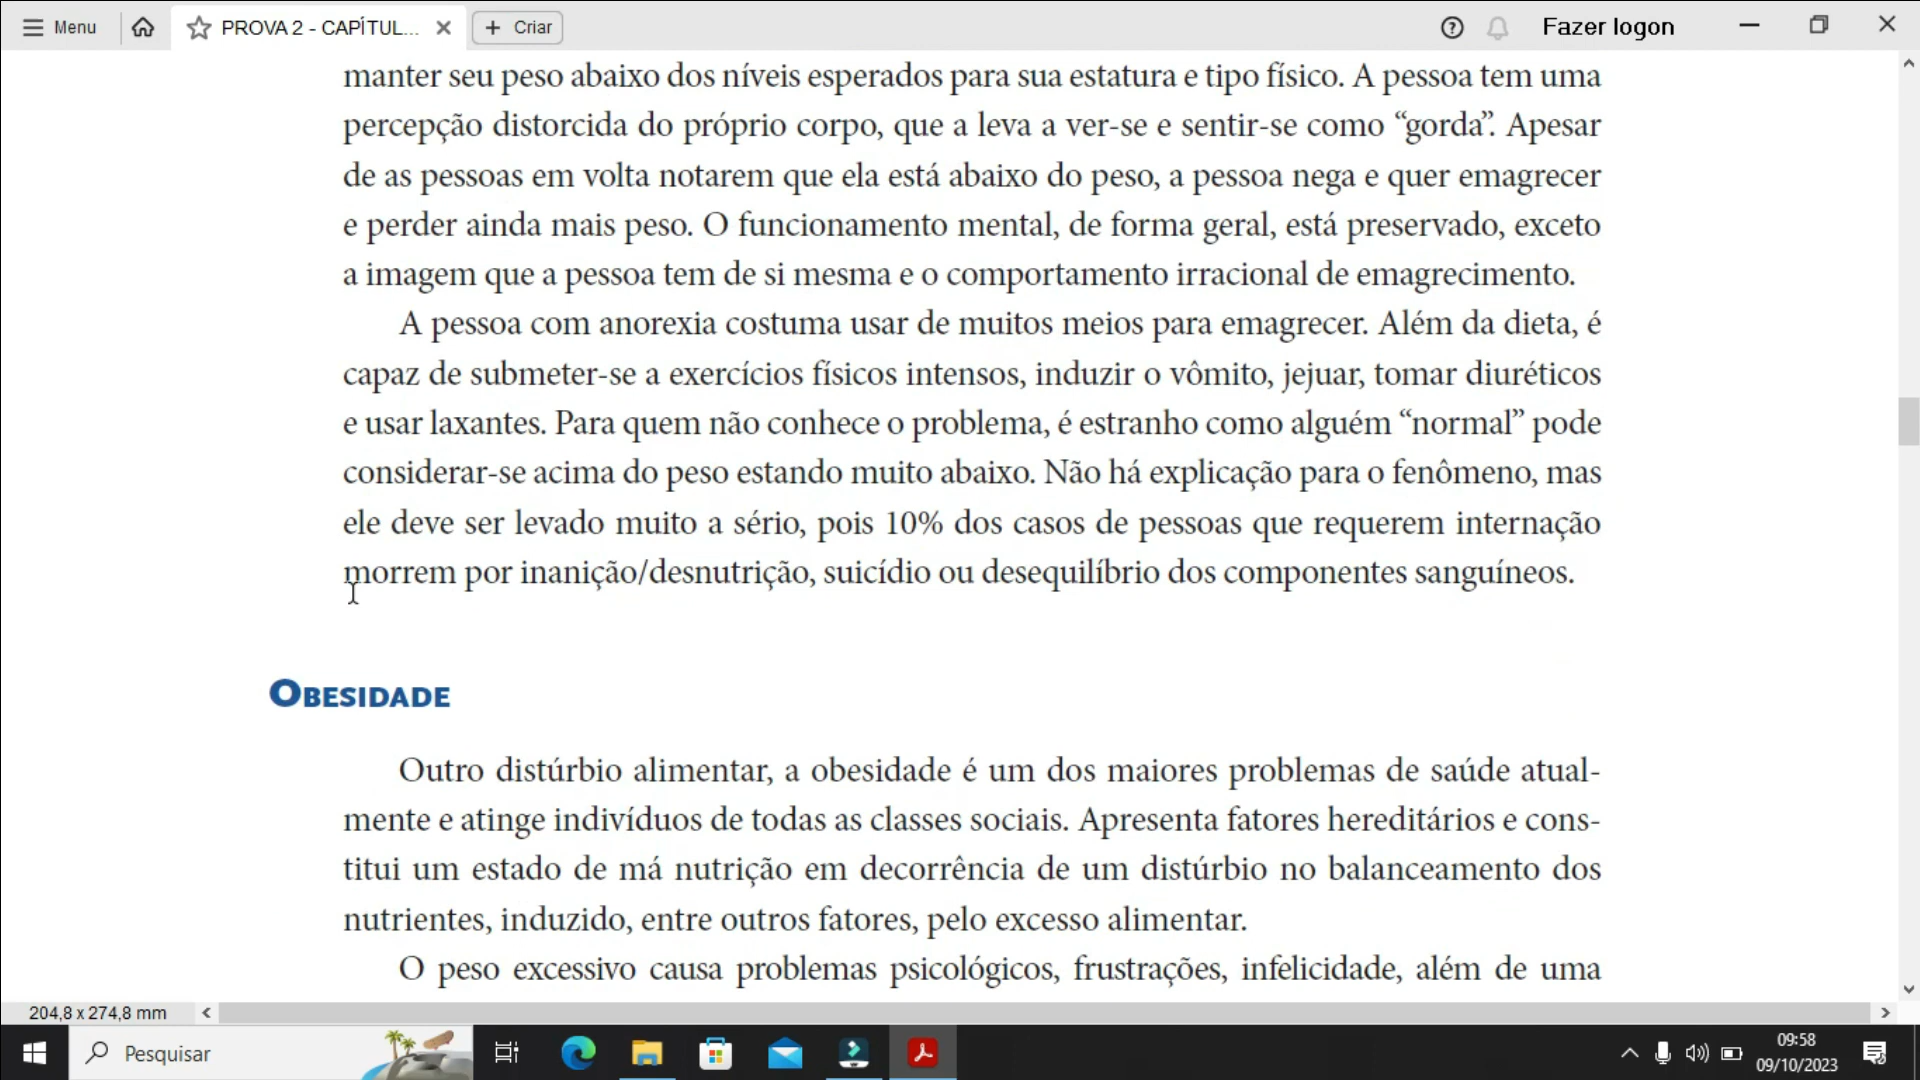 Menu
PROVA 2 - CAPÍTUL...
Criar
Fazer logon
manter seu peso abaixo dos níveis esperados para sua estatura e tipo físico. A pessoa tem uma
percepção distorcida do próprio corpo, que a leva a ver-se e sentir-se como “gorda”. Apesar
de as pessoas em volta notarem que ela está abaixo do peso, a pessoa nega e quer emagrecer
e perder ainda mais peso. O funcionamento mental, de forma geral, está preservado, exceto
a imagem que a pessoa tem de si mesma e o comportamento irracional de emagrecimento.
A pessoa com anorexia costuma usar de muitos meios para emagrecer. Além da dieta, é
capaz de submeter-se a exercícios físicos intensos, induzir o vômito, jejuar, tomar diuréticos
e usar laxantes. Para quem não conhece o problema, é estranho como alguém “normal” pode
considerar-se acima do peso estando muito abaixo. Não há explicação para o fenômeno, mas
ele deve ser levado muito a sério, pois 10% dos casos de pessoas que requerem internação
morrem por inanição/desnutrição, suicídio ou desequilíbrio dos componentes sanguíneos.
OBESIDADE
Outro distúrbio alimentar, a obesidade é um dos maiores problemas de saúde atual-
mente e atinge indivíduos de todas as classes sociais. Apresenta fatores hereditários e cons-
titui um estado de má nutrição em decorrência de um distúrbio no balanceamento dos
nutrientes, induzido, entre outros fatores, pelo excesso alimentar.
O peso excessivo causa problemas psicológicos, frustrações, infelicidade, além de uma
204,8 x 274,8 mm
Pesquisar
09:58
09/10/2023